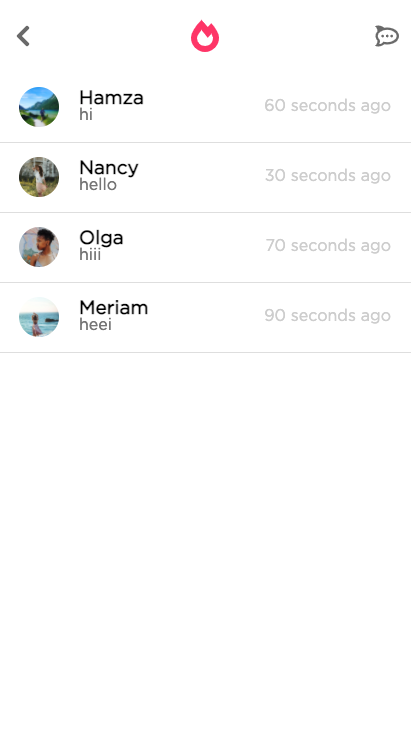 Hamza
hi
60 seconds ago
Nancy
hello
30 seconds ago
Olga
hiii
70 seconds ago
Meriam
heei
90 seconds ago